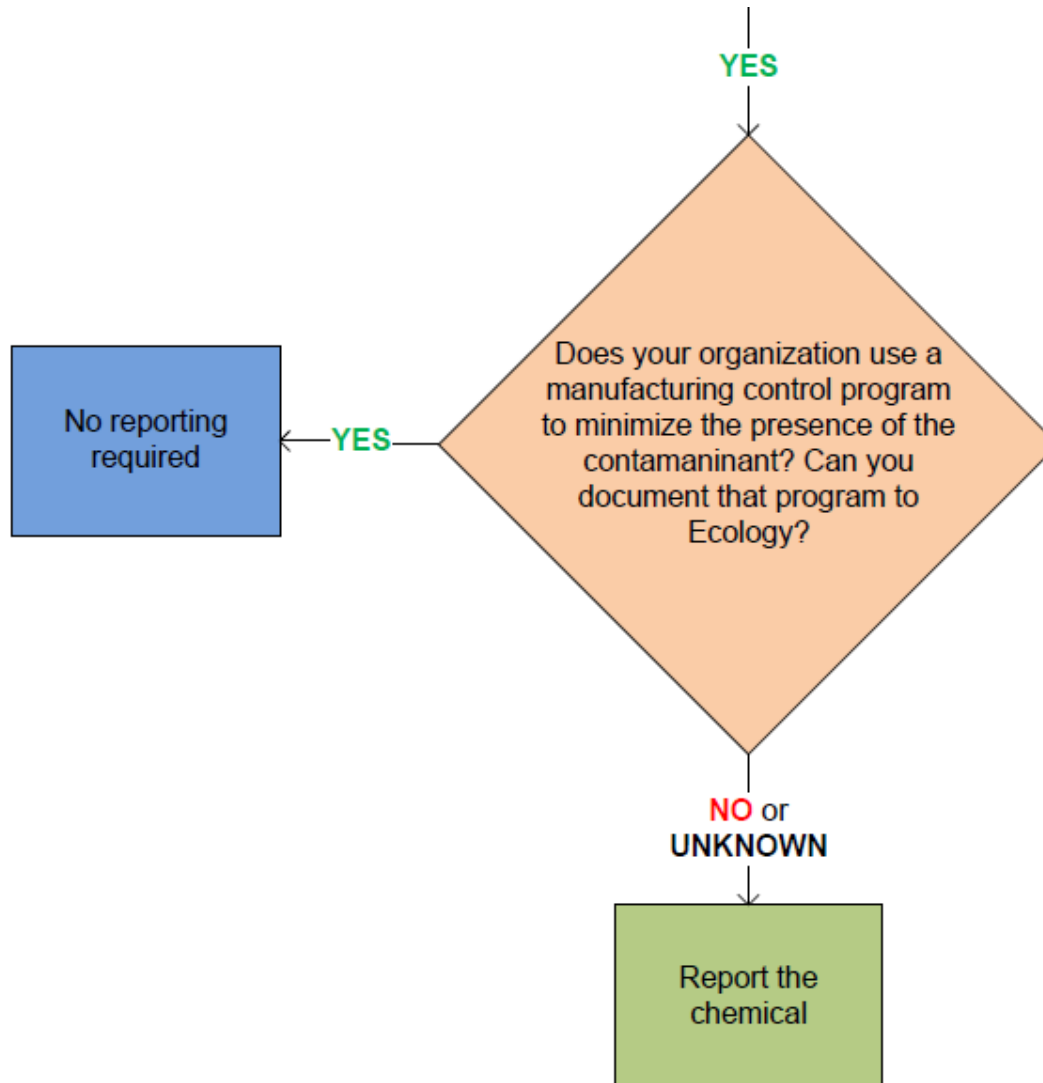 YES
Does your organization use a
manufacturing control program
to minimize the presence of the
contamaninant? Can you
document that program to
Ecology?
YES
No reporting
required
NO or
UNKNOWN
Report the
chemical